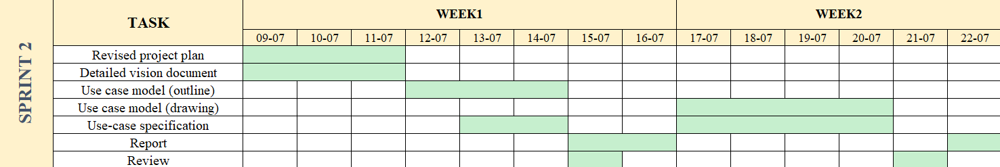 SPRINT 2
TASK
WEEK1
WEEK2
09-07 10-07 11-07 12-07 13-07 14-07 15-07 16-07 17-07 18-07 19-07 20-07 21-07 22-07
Revised project plan
Detailed vision document
Use case model (outline)
Use case model (drawing)
Use-case specification
Report
Review